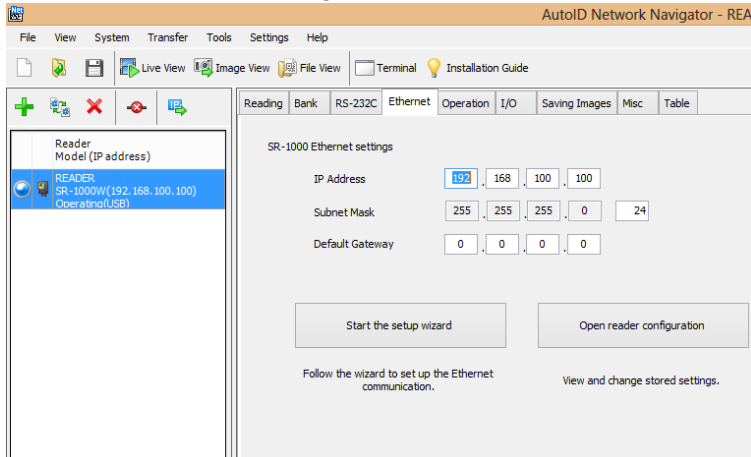 Net
AutoID Network Navigator - REA
File View System Transfer Tools Settings Help
Live View Image View File View Terminal Installation Guide
IP
Reading Bank RS-232C Ethernet Operation I/O Saving Images Misc Table
Reader
Model (IP address)
READER
SR-1000W(192.168.100.100)
Operating(USB)
SR-1000 Ethernet settings
IP Address 192 . 168 . 100 . 100
Subnet Mask 255 . 255 . 255 . 0 24
Default Gateway 0 . 0 . 0 . 0
Start the setup wizard
Open reader configuration
Follow the wizard to set up the Ethernet
communication.
View and change stored settings.